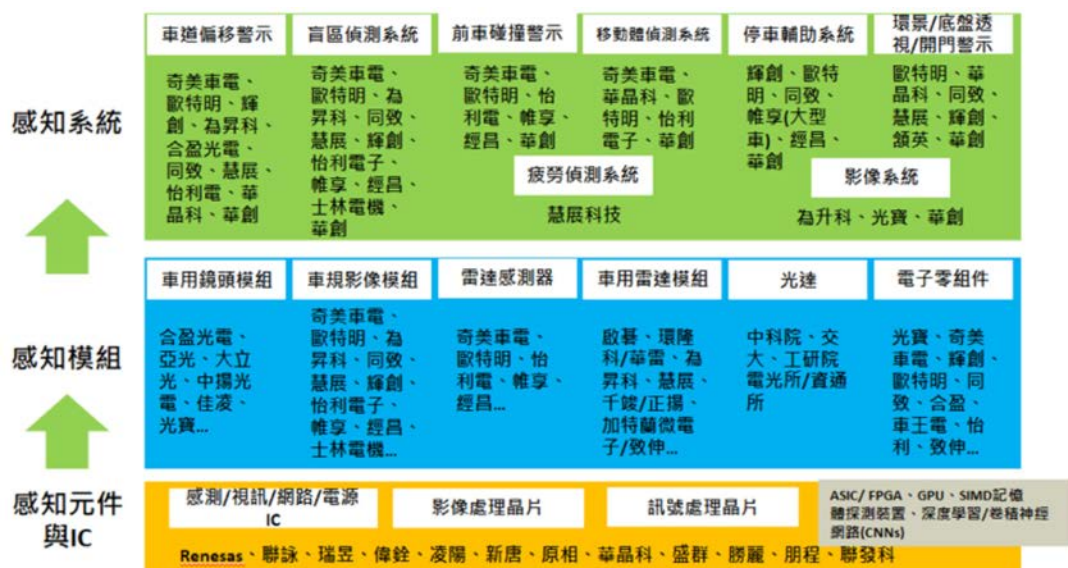 感知系統
車道偏移警示
奇美車電、
歐特明、輝
創、為昇科、
合盈光電、
同致、慧展、
怡利電、華
晶科、華創
盲區偵測系統
奇美車電、
歐特明、為
昇科、同致、
慧展、輝創、
怡利電子、
帷享、經昌、
士林電機、
華創
前車碰撞警示
奇美車電、
歐特明、怡
利電、帷享、
經昌、華創
移動體偵測系統
奇美車電、
華晶科、歐
特明、怡利
電子、華創
停車輔助系統
輝創、歐特
明、同致、
帷享(大型
車)、經昌、
華創
環景/底盤透
視/開門警示
歐特明、華
晶科、同致、
慧展、輝創、
頷英、華創
疲勞偵測系統
慧展科技
影像系統
為升科、光寶、華創
感知模組
車用鏡頭模組
合盈光電、
亞光、大立
光、中揚光
電、佳凌、
光寶…
車規影像模組
奇美車電、
歐特明、為
昇科、同致、
慧展、輝創、
怡利電子、
帷享、經昌、
士林電機…
雷達感測器
奇美車電、
歐特明、怡
利電、帷享、
經昌…
車用雷達模組
啟碁、環隆
科/華雷、為
昇科、慧展、
千竣/正揚、
加特蘭微電
子/致伸…
光達
中科院、交
大、工研院
電光所/資通
所
電子零組件
光寶、奇美
車電、輝創、
歐特明、同
致、合盈、
車王電、怡
利、致伸…
感知元件
與IC
感測/視訊/網路/電源
IC
影像處理晶片
訊號處理晶片
ASIC/ FPGA、GPU、SIMD記憶
體探測裝置、深度學習/卷積神經
網路(CNNs)
Renesas、聯詠、瑞昱、偉銓、凌陽、新唐、原相、華晶科、盛群、勝麗、朋程、聯發科